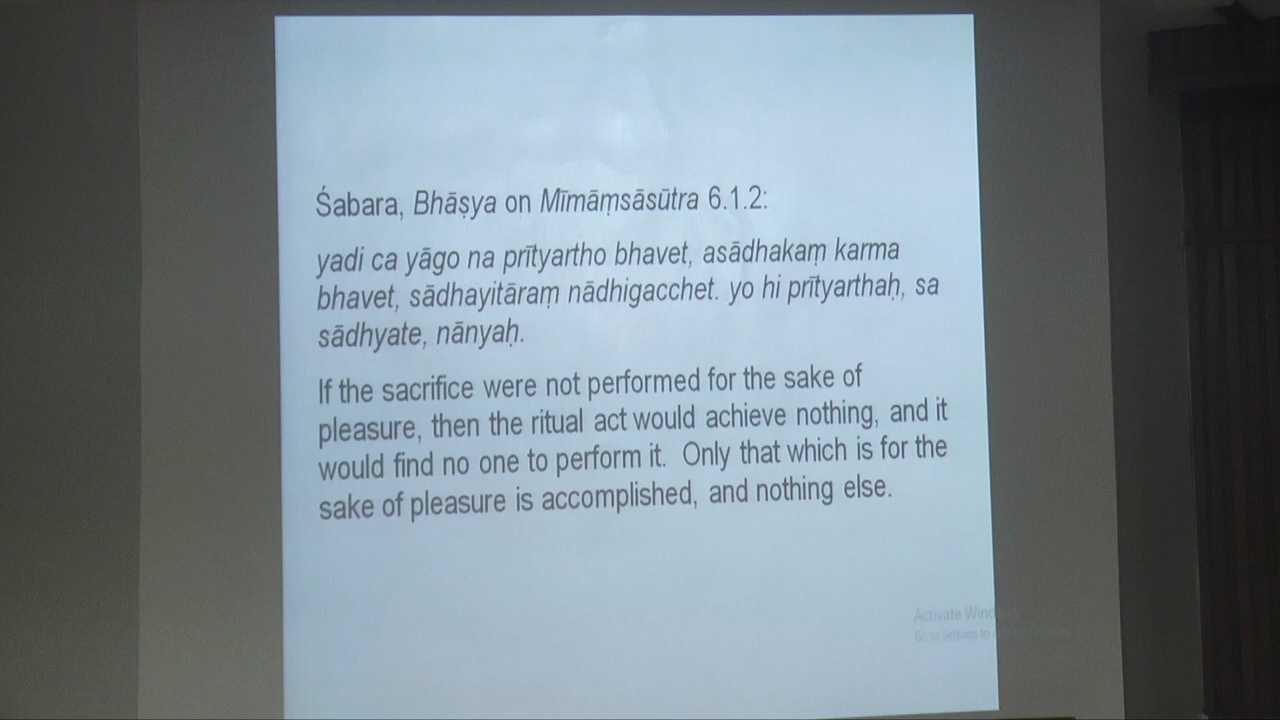 Śabara, Bhāṣya on Mīmāṃsāsūtra 6.1.2:
yadi ca yāgo na prītyartho bhavet, asādhakaṃ karma
bhavet, sādhayitāraṃ nādhigacchet. yo hi prītyarthaḥ, sa
sādhyate, nānyaḥ.
If the sacrifice were not performed for the sake of
pleasure, then the ritual act would achieve nothing, and it
would find no one to perform it. Only that which is for the
sake of pleasure is accomplished, and nothing else.
Activate
Go to Settings to